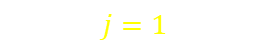 j = 1